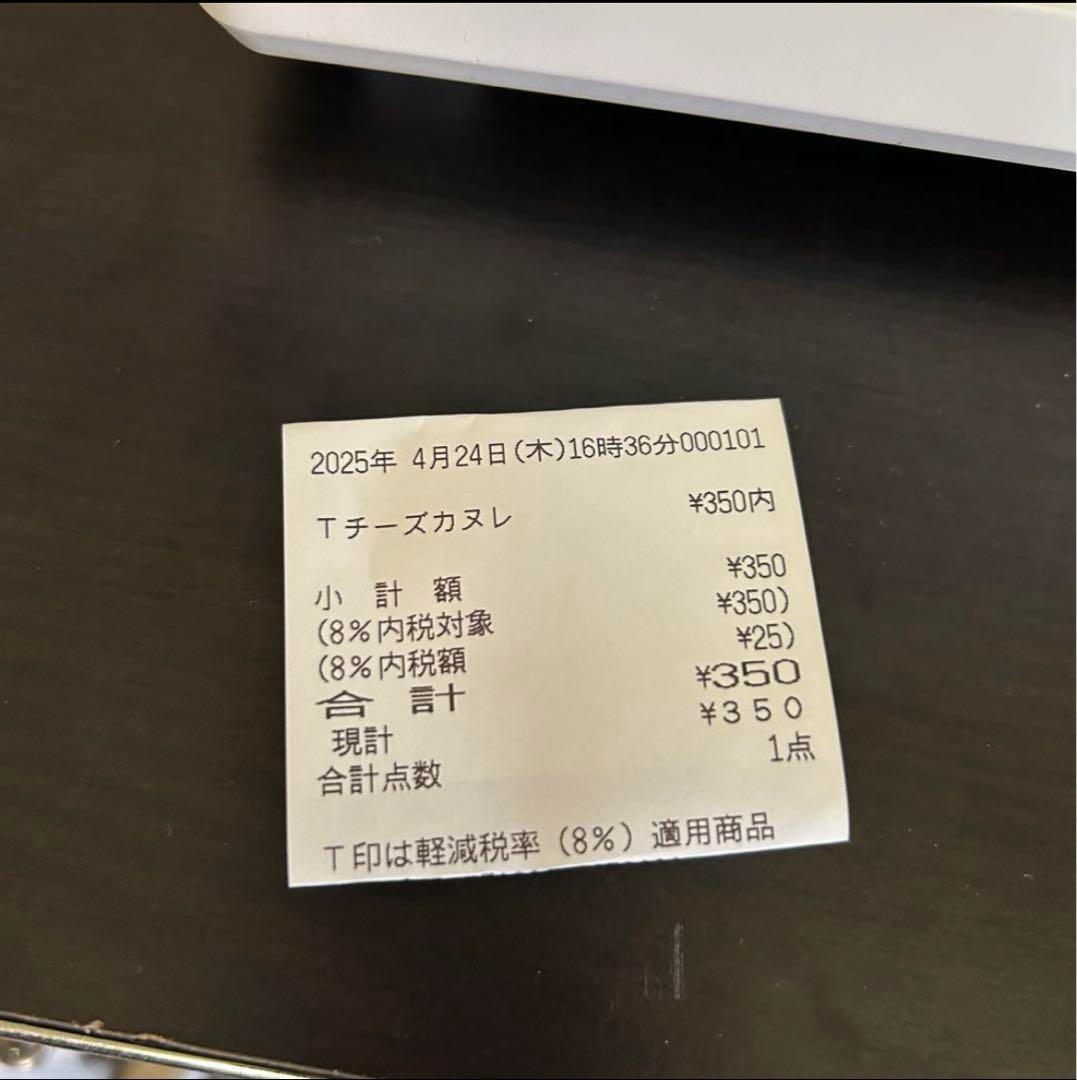 2025年 4月24日(木)16時36分000101
Tチーズカヌレ ¥350内
小 計 額 ¥350
(8%内税対象 ¥350)
(8%内税額 ¥25)
合 計 ¥350
現計 ¥350
合計点数 1点
T印は軽減税率(8%)適用商品